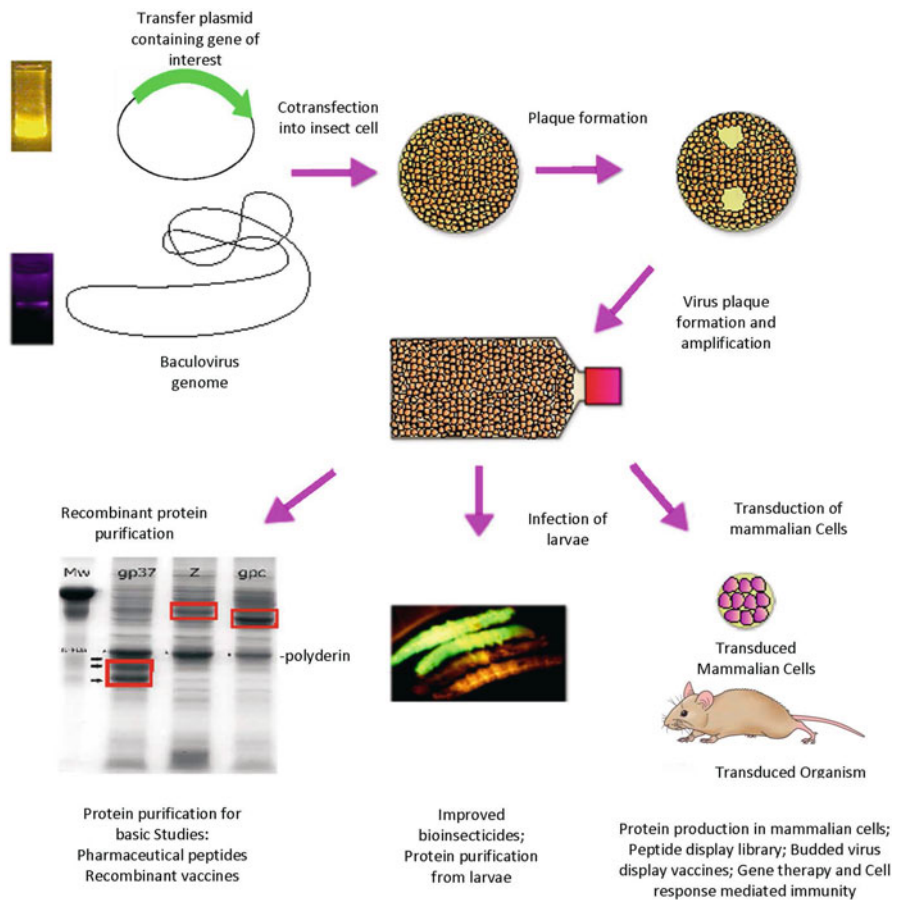 Transfer plasmid
containing gene of
interest
Cotransfection
into insect cell
Plaque formation
Baculovirus
genome
Virus plaque
formation and
amplification
Recombinant protein
purification
Mw gp37 Z gpc
-polyderin
Infection of
larvae
Transduction of
mammalian Cells
Transduced
Mammalian Cells
Transduced Organism
Protein purification for
basic Studies:
Pharmaceutical peptides
Recombinant vaccines
Improved
bioinsecticides;
Protein purification
from larvae
Protein production in mammalian cells;
Peptide display library; Budded virus
display vaccines; Gene therapy and Cell
response mediated immunity